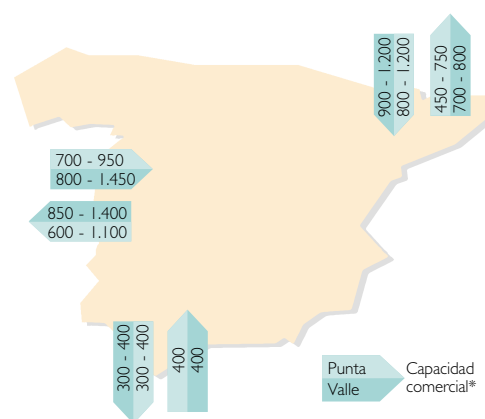 900 - 1.200
800 - 1.200
450 - 750
700 - 800
700 - 950
800 - 1.450
850 - 1.400
600 - 1.100
300 - 400
300 - 400
400
400
Punta
Valle
Capacidad
comercial*